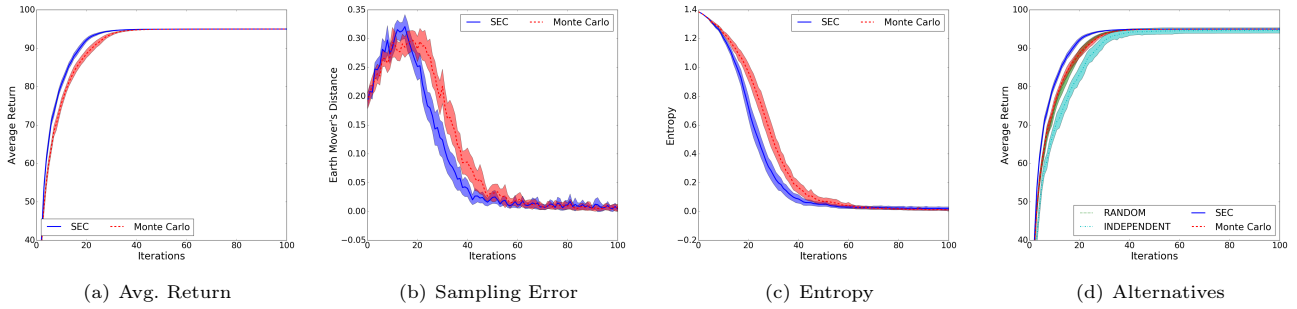 Average Return
100
90
80
70
60
50
40
0
20
40
60
80
100
Iterations
SEC
Monte Carlo
(a) Avg. Return
Earth Mover's Distance
0.35
0.30
0.25
0.20
0.15
0.10
0.05
0.00
−0.05
0
20
40
60
80
100
Iterations
SEC
Monte Carlo
(b) Sampling Error
Entropy
1.4
1.2
1.0
0.8
0.6
0.4
0.2
0.0
−0.2
0
20
40
60
80
100
Iterations
SEC
Monte Carlo
(c) Entropy
Average Return
100
90
80
70
60
50
40
0
20
40
60
80
100
Iterations
RANDOM
INDEPENDENT
SEC
Monte Carlo
(d) Alternatives